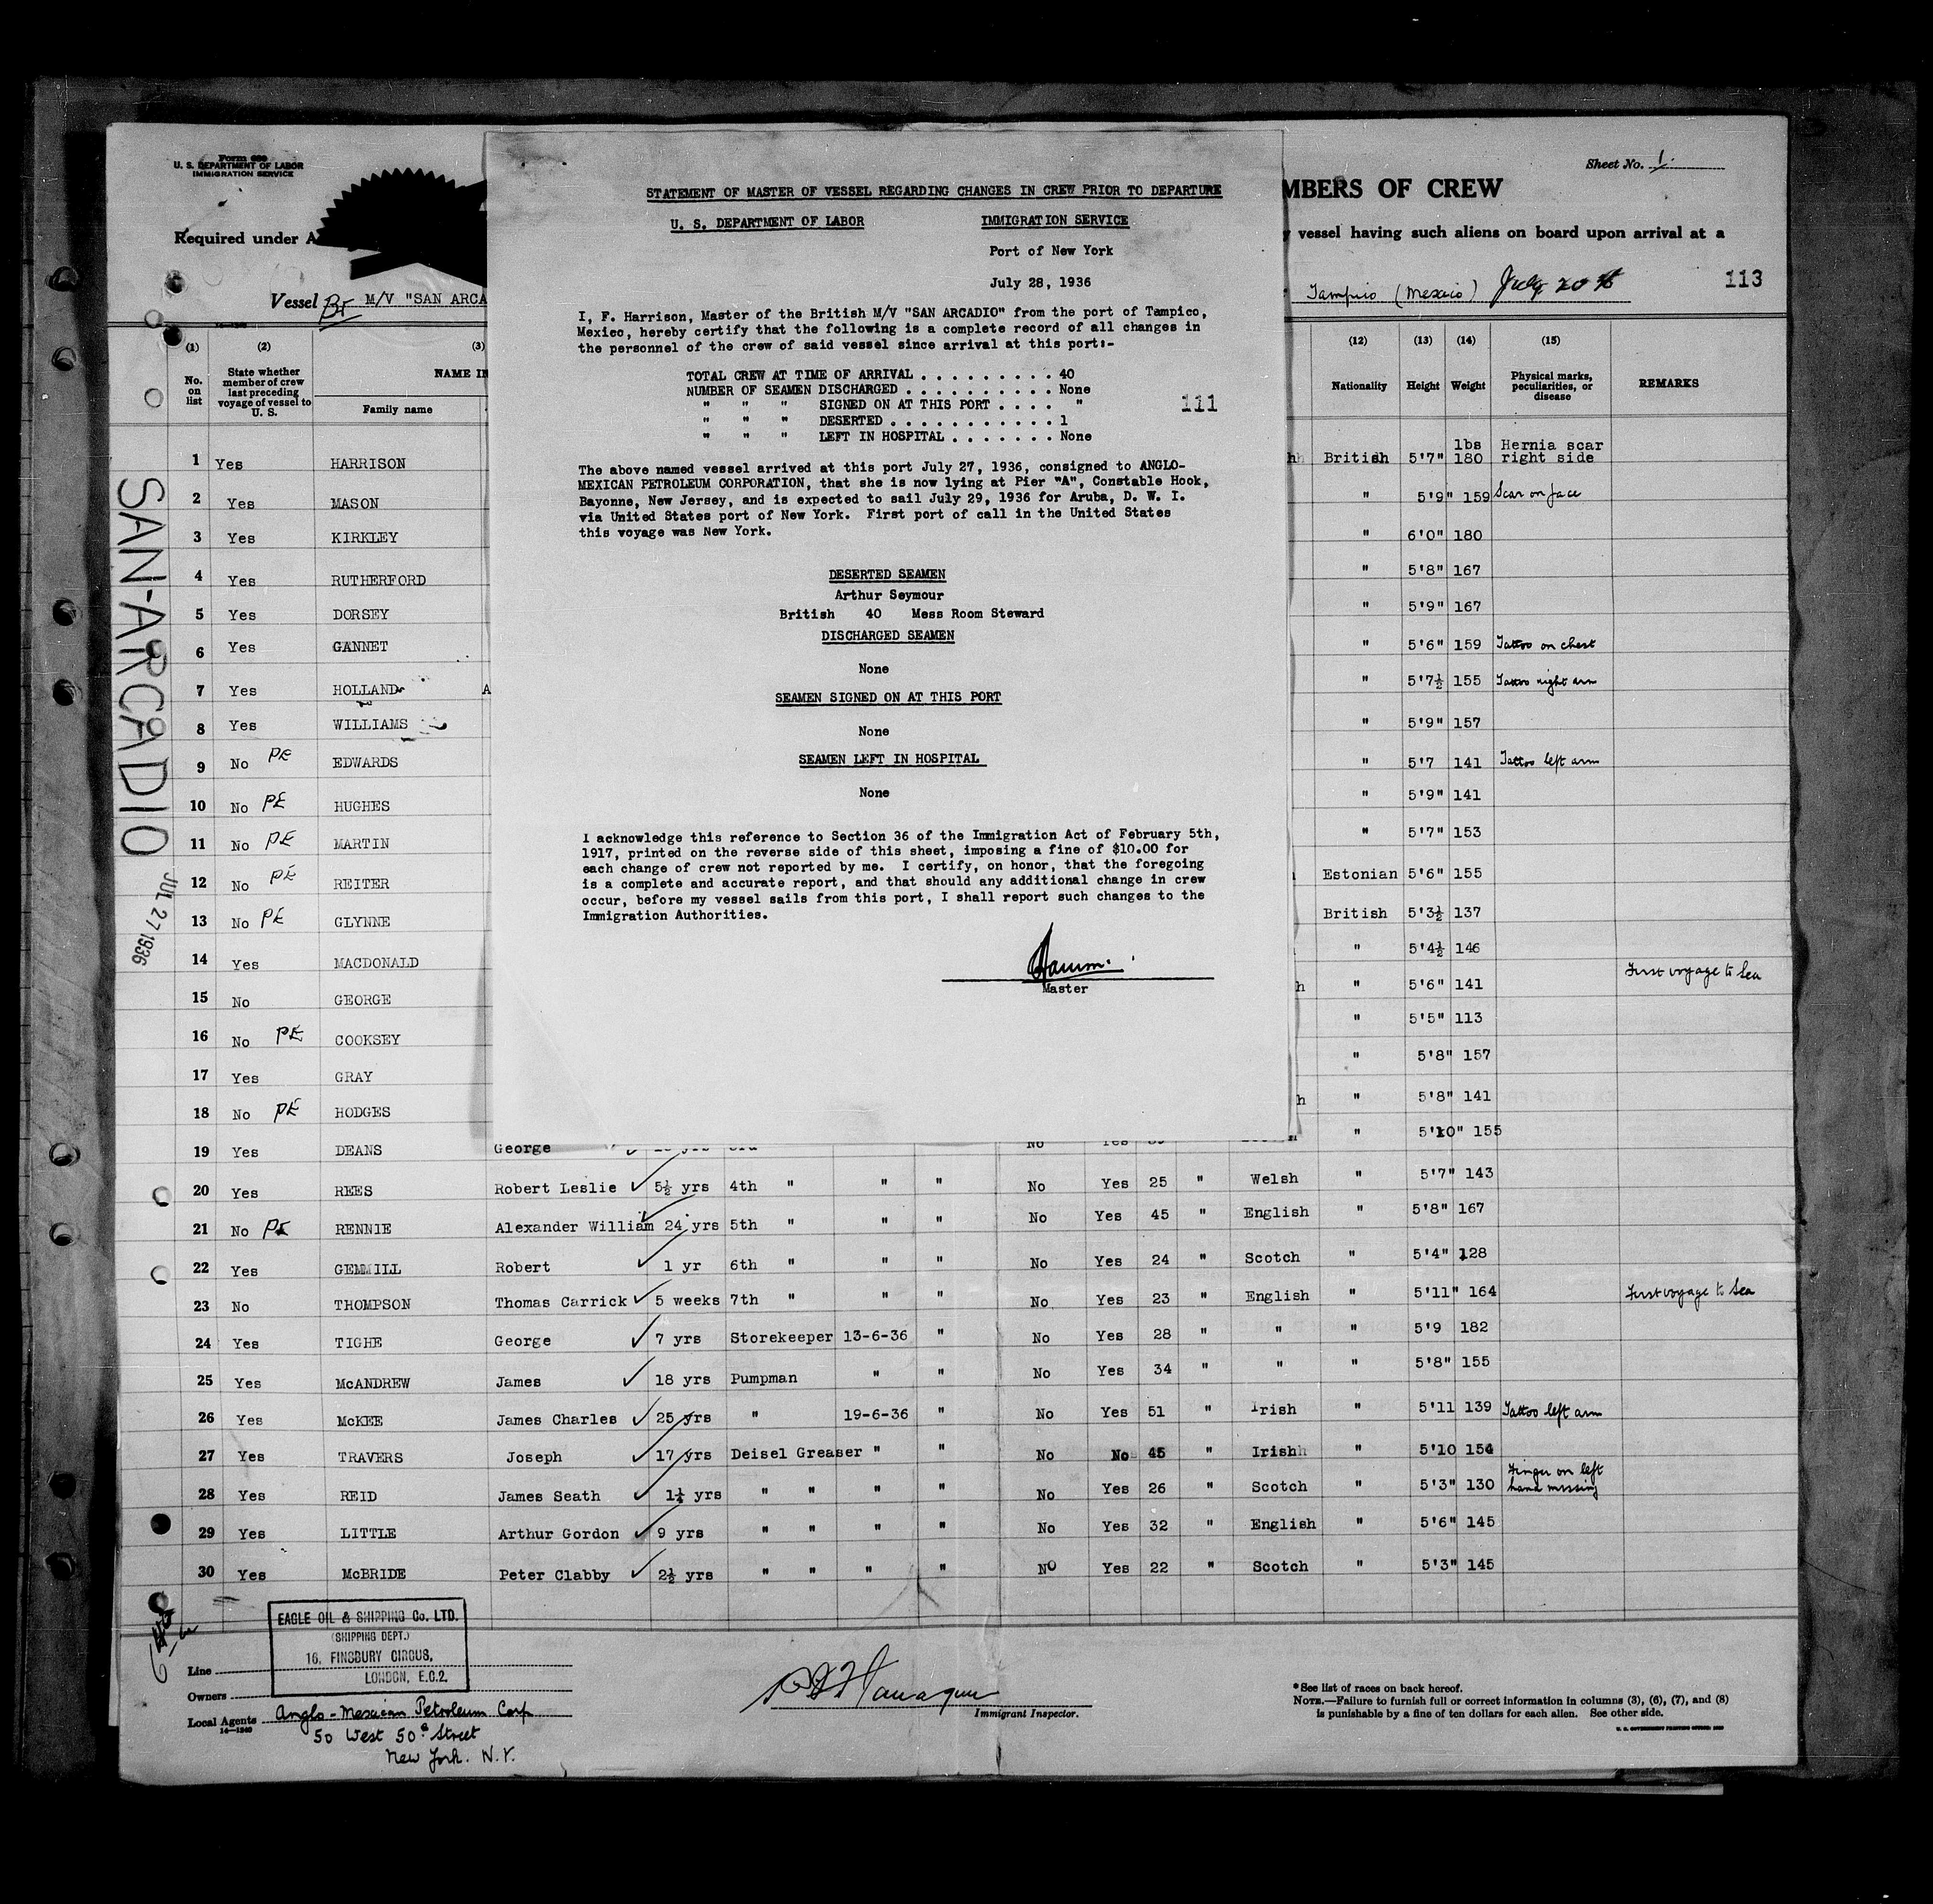 Form 689
U. S. DEPARTMENT OF LABOR
IMMIGRATION SERVICE
Required under A
Vessel Br M/V "SAN ARCA
Sheet No. 1.
MBERS OF CREW
vessel having such aliens on board upon arrival at a
Tampico (Mexico) July 20th
113
STATEMENT OF MASTER OF VESSEL REGARDING CHANGES IN CREW PRIOR TO DEPARTURE
U. S. DEPARTMENT OF LABOR IMMIGRATION SERVICE
Port of New York
July 28, 1936
I, F. Harrison, Master of the British M/V "SAN ARCADIO" from the port of Tampico,
Mexico, hereby certify that the following is a complete record of all changes in
the personnel of the crew of said vessel since arrival at this port:-
TOTAL CREW AT TIME OF ARRIVAL . . . . . . . . . 40
NUMBER OF SEAMEN DISCHARGED . . . . . . . . . . None
" " " SIGNED ON AT THIS PORT . . . . "
" " " DESERTED . . . . . . . . . . . 1
" " " LEFT IN HOSPITAL . . . . . . . None
111
The above named vessel arrived at this port July 27, 1936, consigned to ANGLO-
MEXICAN PETROLEUM CORPORATION, that she is now lying at Pier "A", Constable Hook,
Bayonne, New Jersey, and is expected to sail July 29, 1936 for Aruba, D. W. I.
via United States port of New York. First port of call in the United States
this voyage was New York.
DESERTED SEAMEN
Arthur Seymour
British 40 Mess Room Steward
DISCHARGED SEAMEN
None
SEAMEN SIGNED ON AT THIS PORT
None
SEAMEN LEFT IN HOSPITAL
None
I acknowledge this reference to Section 36 of the Immigration Act of February 5th,
1917, printed on the reverse side of this sheet, imposing a fine of $10.00 for
each change of crew not reported by me. I certify, on honor, that the foregoing
is a complete and accurate report, and that should any additional change in crew
occur, before my vessel sails from this port, I shall report such changes to the
Immigration Authorities.
Master
SAN-ARCADIO
JUL 27 1936
(1) (2) (3) (12) (13) (14) (15)
No. on list State whether member of crew last preceding voyage of vessel to U. S. NAME IN Family name Nationality Height Weight Physical marks, peculiarities, or disease REMARKS
1 Yes HARRISON h British 5'7" lbs 180 Hernia scar right side
2 Yes MASON " 5'9" 159 Scar on face
3 Yes KIRKLEY " 6'0" 180
4 Yes RUTHERFORD " 5'8" 167
5 Yes DORSEY " 5'9" 167
6 Yes GANNET " 5'6" 159 Tattoo on chest
7 Yes HOLLAND A " 5'7½ 155 Tattoo right arm
8 Yes WILLIAMS " 5'9" 157
9 No PE EDWARDS " 5'7 141 Tattoo left arm
10 No PE HUGHES " 5'9" 141
11 No PE MARTIN " 5'7" 153
12 No PE REITER Estonian 5'6" 155
13 No PE GLYNNE British 5'3½ 137
14 Yes MACDONALD " 5'4½ 146
15 No GEORGE h " 5'6" 141 First voyage to Sea
16 No PE COOKSEY " 5'5" 113
17 Yes GRAY " 5'8" 157
18 No PE HODGES h " 5'8" 141
19 Yes DEANS George No Yes " 5'10" 155
20 Yes REES Robert Leslie 5½ yrs 4th " " " No Yes 25 " Welsh " 5'7" 143
21 No PE RENNIE Alexander William 24 yrs 5th " " " No Yes 45 " English " 5'8" 167
22 Yes GEMMILL Robert 1 yr 6th " " " No Yes 24 " Scotch " 5'4" 128
23 No THOMPSON Thomas Carrick 5 weeks 7th " " " No Yes 23 " English " 5'11" 164 First voyage to Sea
24 Yes TIGHE George 7 yrs Storekeeper 13-6-36 " No Yes 28 " " " 5'9 182
25 Yes McANDREW James 18 yrs Pumpman " " No Yes 34 " " " 5'8" 155
26 Yes McKEE James Charles 25 yrs " 19-6-36 " No Yes 51 " Irish " 5'11 139 Tattoo left arm
27 Yes TRAVERS Joseph 17 yrs Deisel Greaser " " No No 45 " Irish " 5'10 154
28 Yes REID James Seath 1¼ yrs " " " " No Yes 26 " Scotch " 5'3" 130 Finger on left hand missing
29 Yes LITTLE Arthur Gordon 9 yrs " " " " No Yes 32 " English " 5'6" 145
30 Yes McBRIDE Peter Clabby 2½ yrs " " " " No Yes 22 " Scotch " 5'3" 145
EAGLE OIL & SHIPPING Co. LTD.
(SHIPPING DEPT.)
16, FINSBURY CIRCUS,
LONDON, E.C.2.
Line
Owners
Local Agents Anglo-Mexican Petroleum Corp
14—1240
50 West 50th Street
New York. N.Y.
Immigrant Inspector.
*See list of races on back hereof.
NOTE.—Failure to furnish full or correct information in columns (3), (6), (7), and (8)
is punishable by a fine of ten dollars for each alien. See other side.